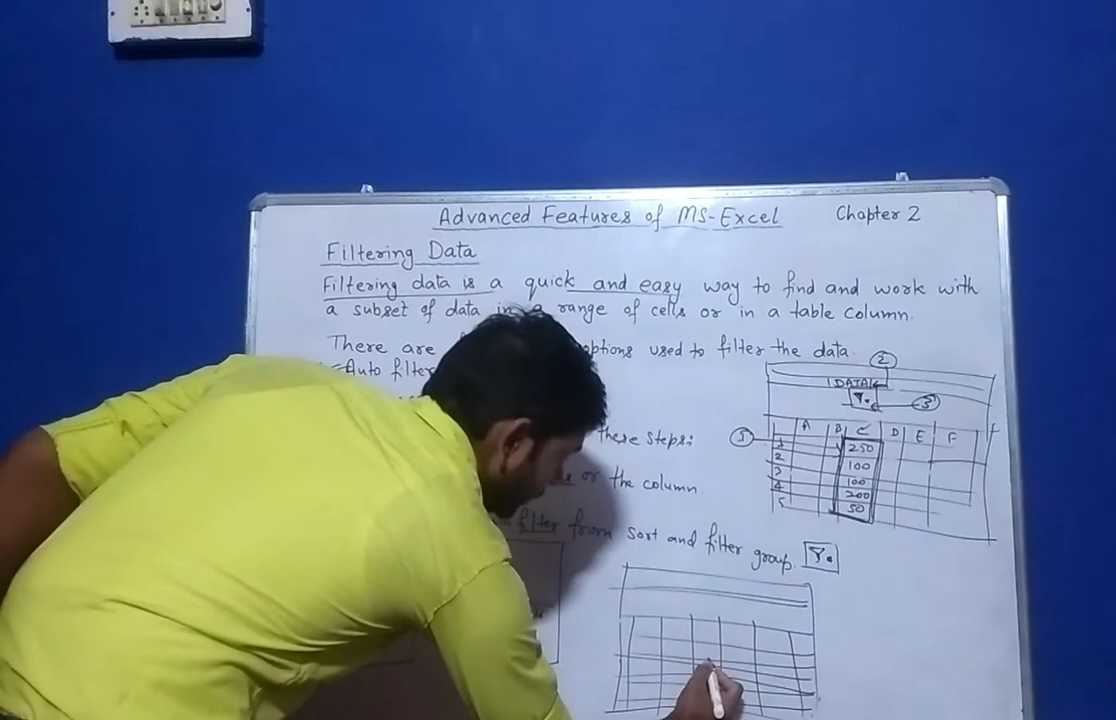 Advanced Features of MS-Excel Chapter 2
Filtering Data
Filtering data is a quick and easy way to find and work with
a subset of data in a range of cells or in a table column.
There are options used to filter the data.
Auto filter
these steps:
or the column.
filter from sort and filter group.
2
DATA
3
A B C D E F
1 250
2 100
3 100
4 200
5 50